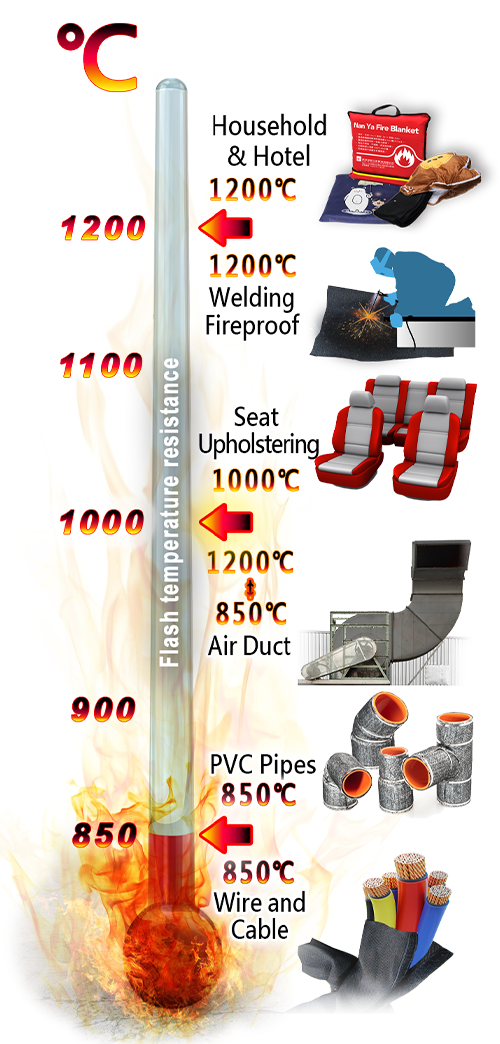 °C
Household
& Hotel
1200℃
Nan Ya Fire Blanket
1200
1200℃
Welding
Fireproof
1100
Flash temperature resistance
Seat
Upholstering
1000℃
1000
1200℃
850℃
Air Duct
900
PVC Pipes
850℃
850
850℃
Wire and
Cable